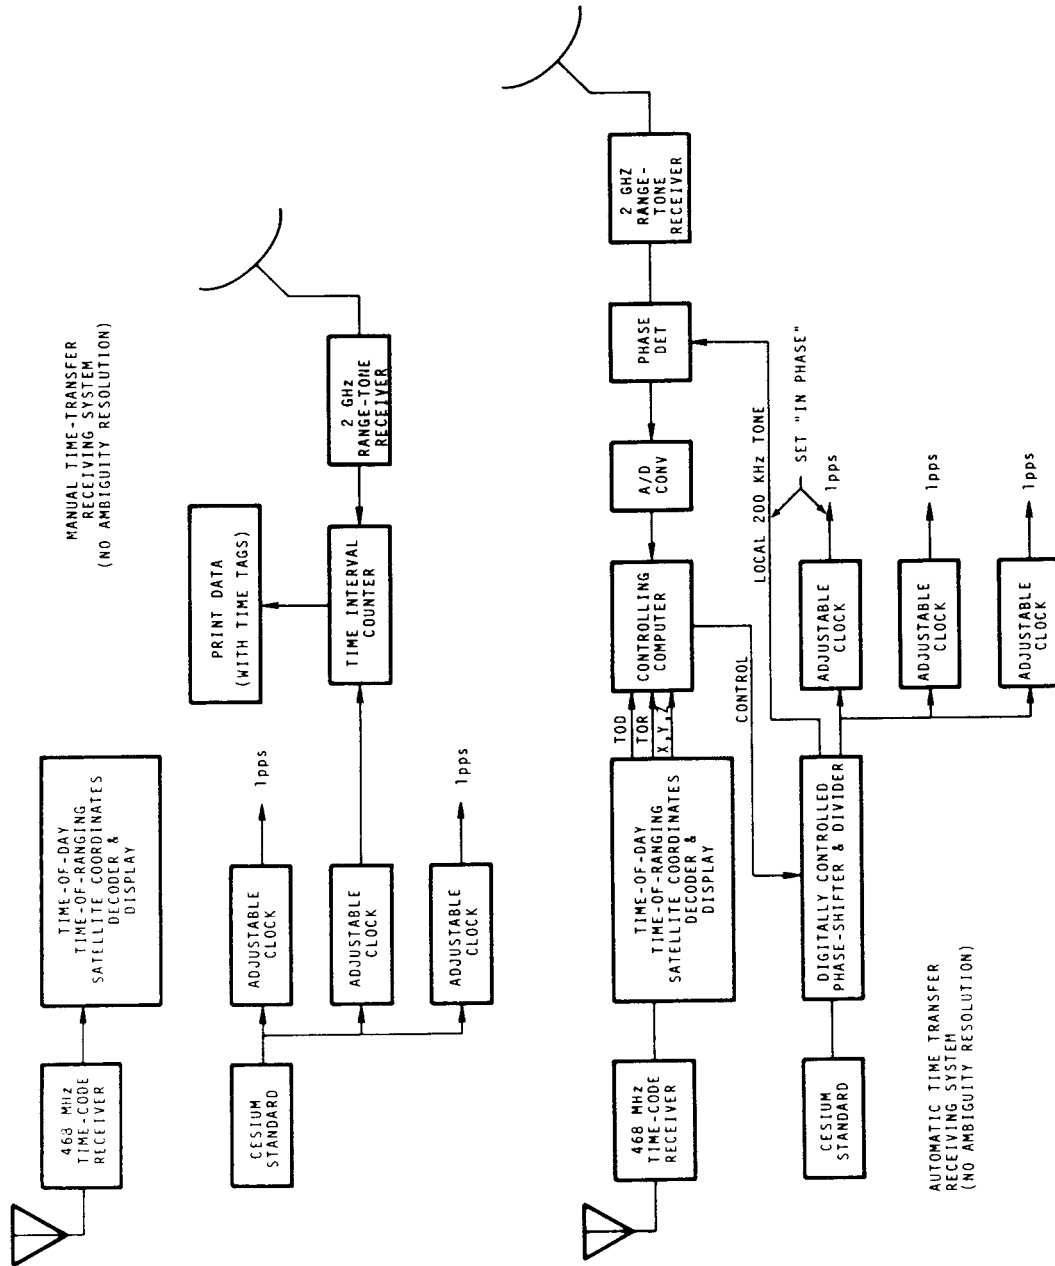 MANUAL TIME-TRANSFER
RECEIVING SYSTEM
(NO AMBIGUITY RESOLUTION)
468 MHz
TIME-CODE
RECEIVER
TIME-OF-DAY
TIME-OF-RANGING
SATELLITE COORDINATES
DECODER &
DISPLAY
PRINT DATA
(WITH TIME TAGS)
CESIUM
STANDARD
ADJUSTABLE
CLOCK
1pps
ADJUSTABLE
CLOCK
TIME INTERVAL
COUNTER
2 GHz
RANGE-TONE
RECEIVER
ADJUSTABLE
CLOCK
1pps
468 MHz
TIME-CODE
RECEIVER
TIME-OF-DAY
TIME-OF-RANGING
SATELLITE COORDINATES
DECODER &
DISPLAY
TOD
TOR
X,Y,Z
CONTROLLING
COMPUTER
A/D
CONV
PHASE
DET
2 GHZ
RANGE-
TONE
RECEIVER
CONTROL
LOCAL 200 KHz TONE
SET "IN PHASE"
CESIUM
STANDARD
DIGITALLY CONTROLLED
PHASE-SHIFTER & DIVIDER
ADJUSTABLE
CLOCK
1pps
ADJUSTABLE
CLOCK
1pps
ADJUSTABLE
CLOCK
1pps
AUTOMATIC TIME TRANSFER
RECEIVING SYSTEM
(NO AMBIGUITY RESOLUTION)